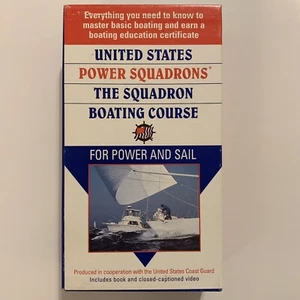 Everything you need to know to
master basic boating and earn a
boating education certificate
UNITED STATES
POWER SQUADRONS®
THE SQUADRON
BOATING COURSE
FOR POWER AND SAIL
Produced in cooperation with the United States Coast Guard
Includes book and closed-captioned video